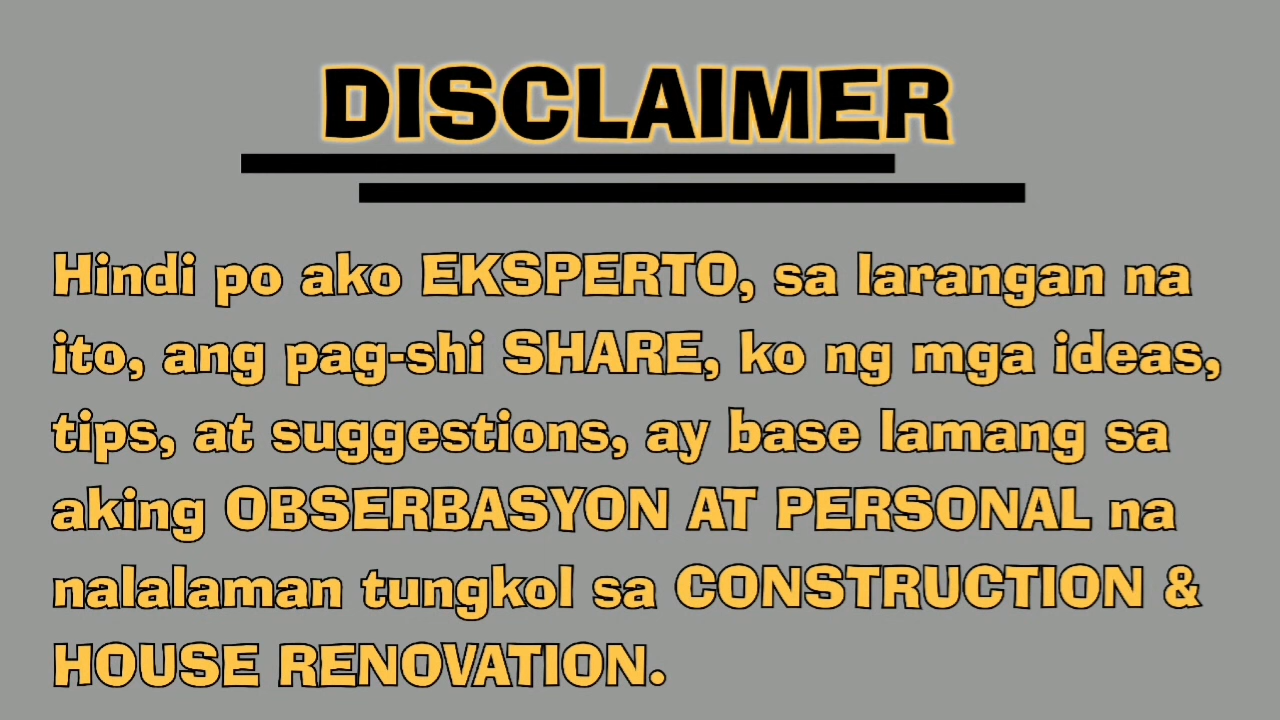 DISCLAIMER
Hindi po ako EKSPERTO, sa larangan na
ito, ang pag-shi SHARE, ko ng mga ideas,
tips, at suggestions, ay base lamang sa
aking OBSERBASYON AT PERSONAL na
nalalaman tungkol sa CONSTRUCTION &
HOUSE RENOVATION.